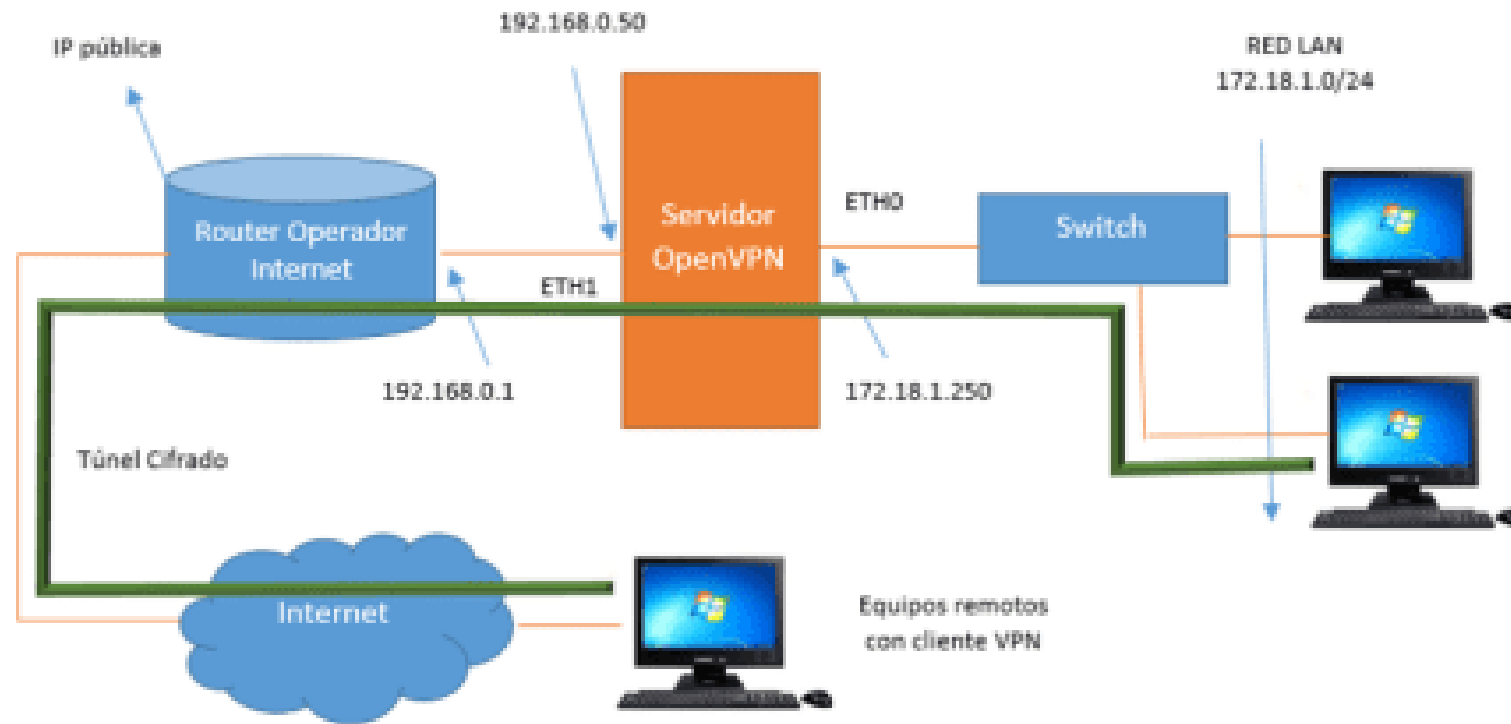 192.168.0.50
IP pública
RED LAN
172.18.1.0/24
Router Operador
Internet
Servidor
OpenVPN
ETH0
Switch
ETH1
192.168.0.1
172.18.1.250
Túnel Cifrado
Internet
Equipos remotos
con cliente VPN